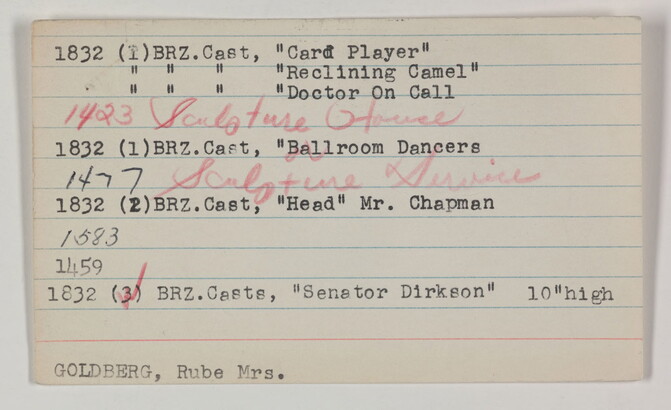 1832 (1)BRZ.Cast, "Card Player"
" " " "Reclining Camel"
" " " "Doctor On Call
1423 Sculpture House
1832 (1)BRZ.Cast, "Ballroom Dancers
1477 Sculpture Service
1832 (2)BRZ.Cast, "Head" Mr. Chapman
1583
1459
1832 (3) BRZ.Casts, "Senator Dirkson" 10"high
GOLDBERG, Rube Mrs.